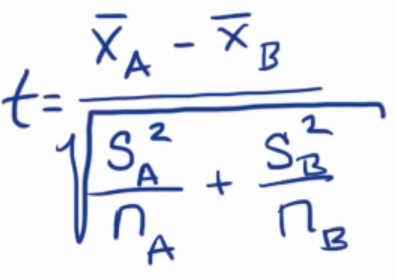 t = (x̄_A - x̄_B) / √(S_A²/n_A + S_B²/n_B)